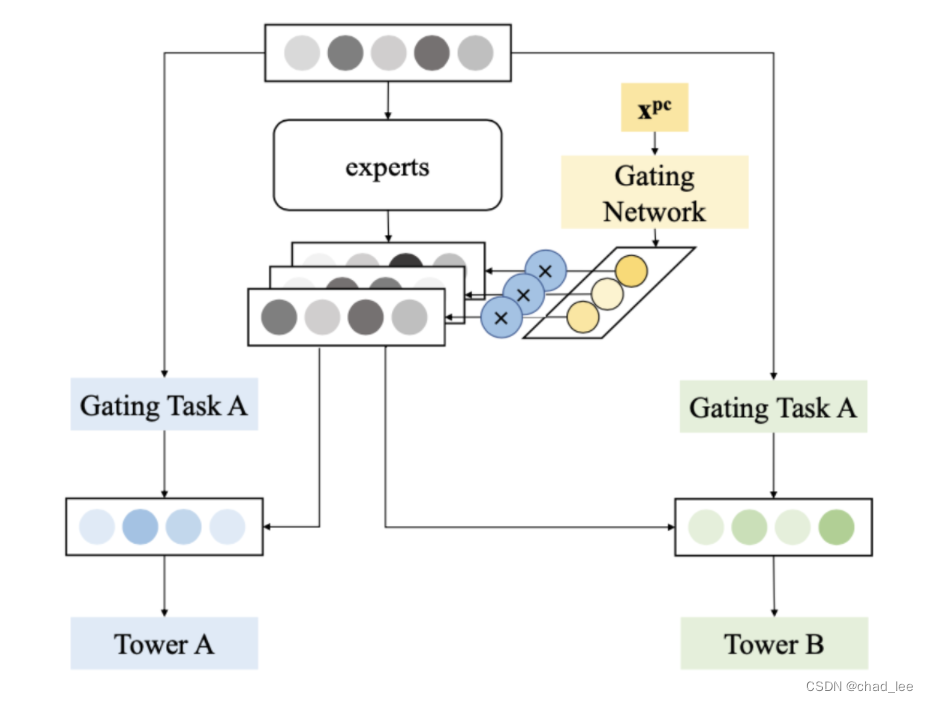 x^pc
experts
Gating
Network
×
×
×
Gating Task A
Gating Task A
Tower A
Tower B
CSDN @chad_lee